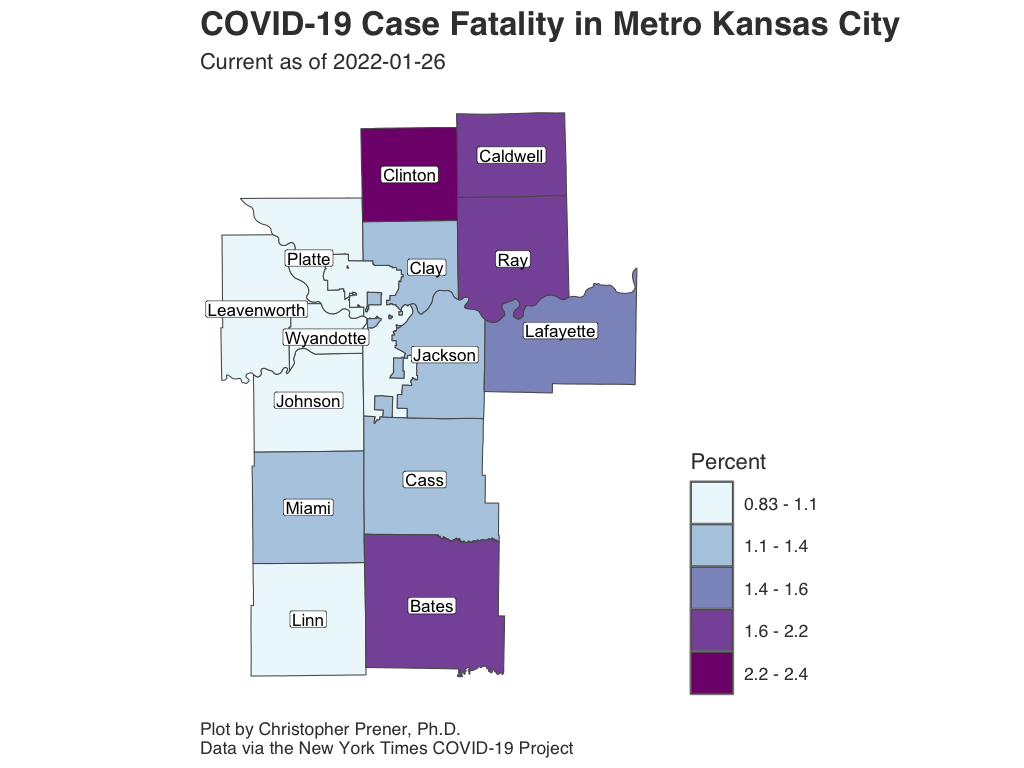 COVID-19 Case Fatality in Metro Kansas City
Current as of 2022-01-26
Caldwell
Clinton
Platte
Clay
Ray
Leavenworth
Wyandotte
Lafayette
Jackson
Johnson
Cass
Miami
Bates
Linn
Percent
0.83 - 1.1
1.1 - 1.4
1.4 - 1.6
1.6 - 2.2
2.2 - 2.4
Plot by Christopher Prener, Ph.D.
Data via the New York Times COVID-19 Project